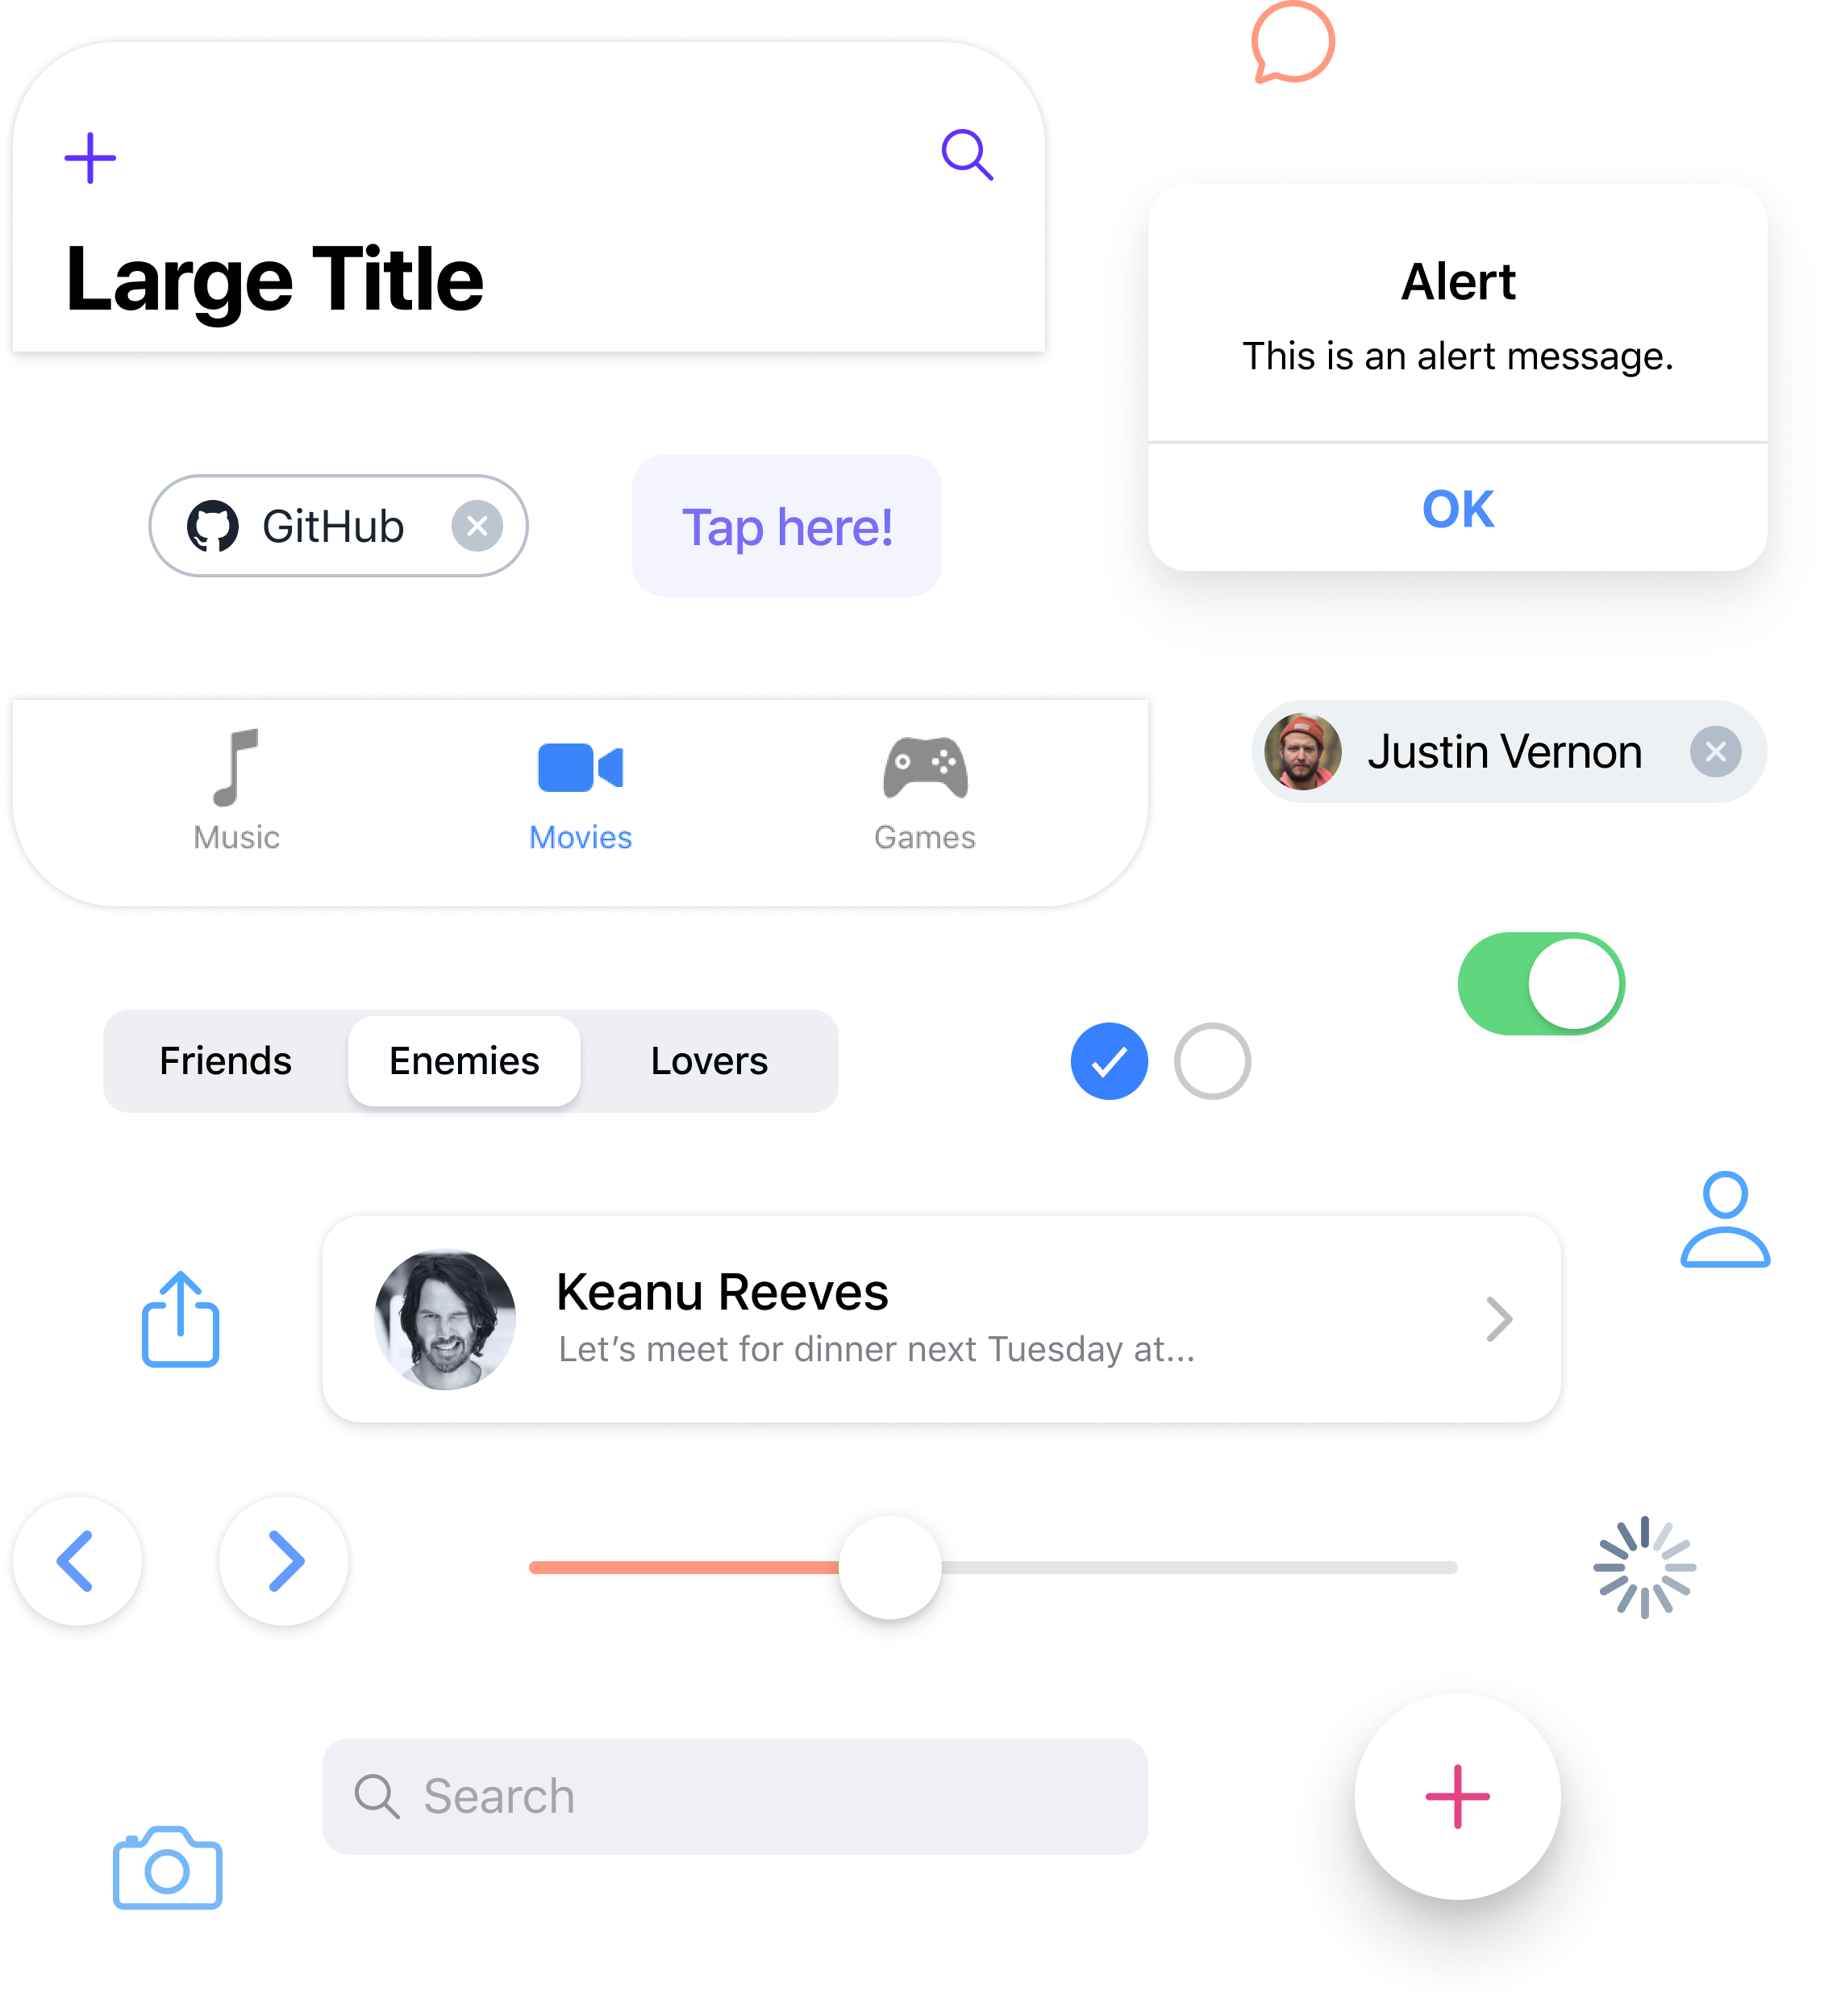 Large Title
Alert
This is an alert message.
OK
GitHub
Tap here!
Music
Movies
Games
Justin Vernon
Friends
Enemies
Lovers
Keanu Reeves
Let’s meet for dinner next Tuesday at...
Search